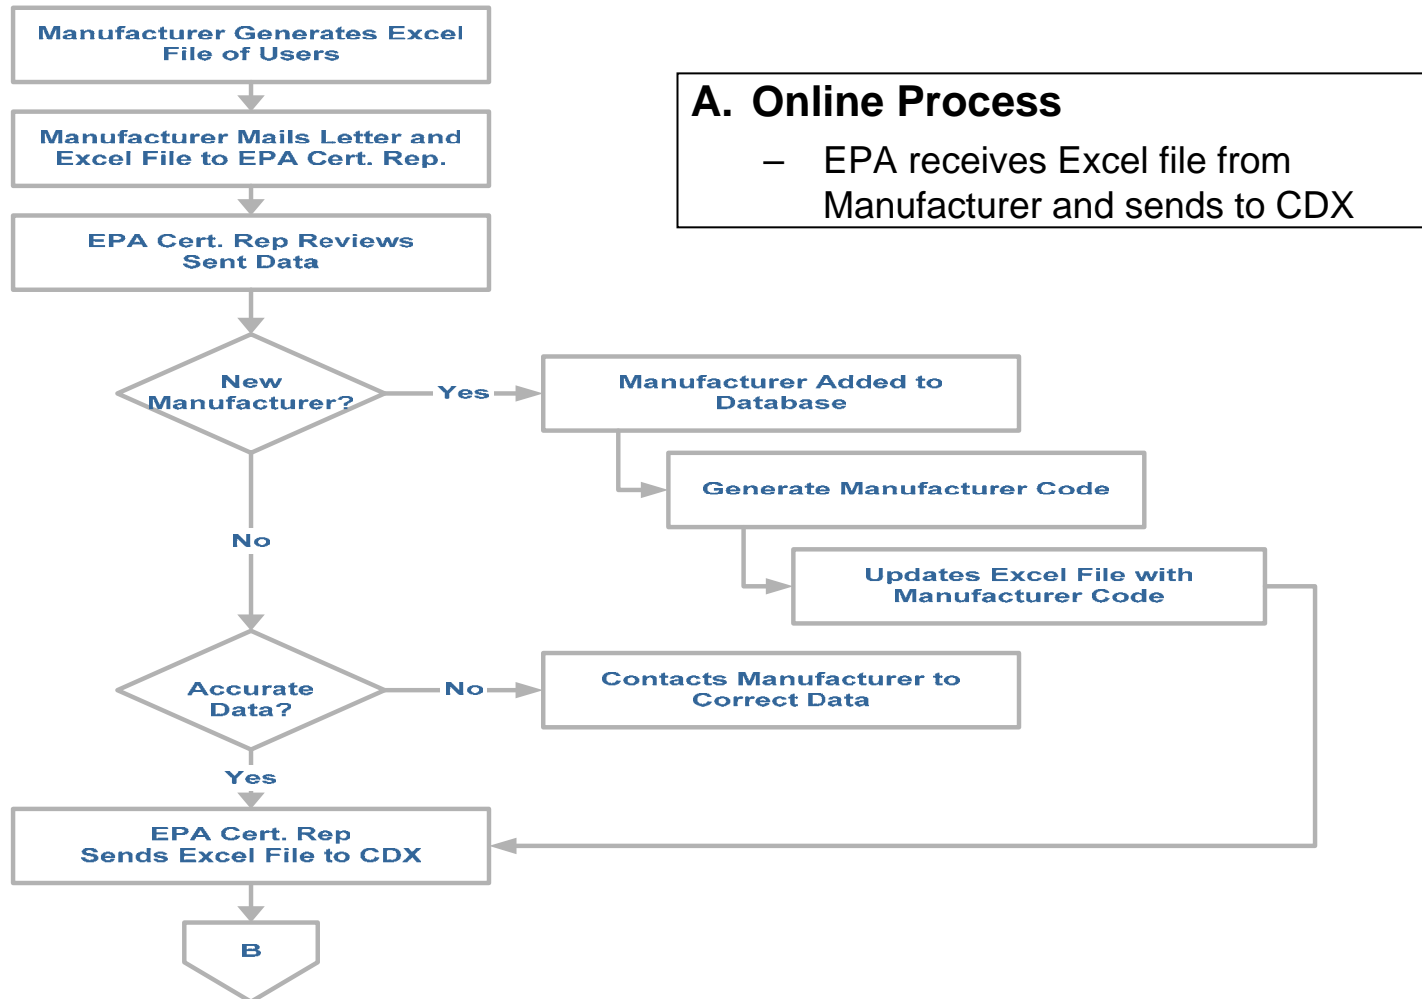 Manufacturer Generates Excel
File of Users
A. Online Process
– EPA receives Excel file from
Manufacturer and sends to CDX
Manufacturer Mails Letter and
Excel File to EPA Cert. Rep.
EPA Cert. Rep Reviews
Sent Data
New
Manufacturer?
Yes
Manufacturer Added to
Database
Generate Manufacturer Code
Updates Excel File with
Manufacturer Code
No
Accurate
Data?
No
Contacts Manufacturer to
Correct Data
Yes
EPA Cert. Rep
Sends Excel File to CDX
B